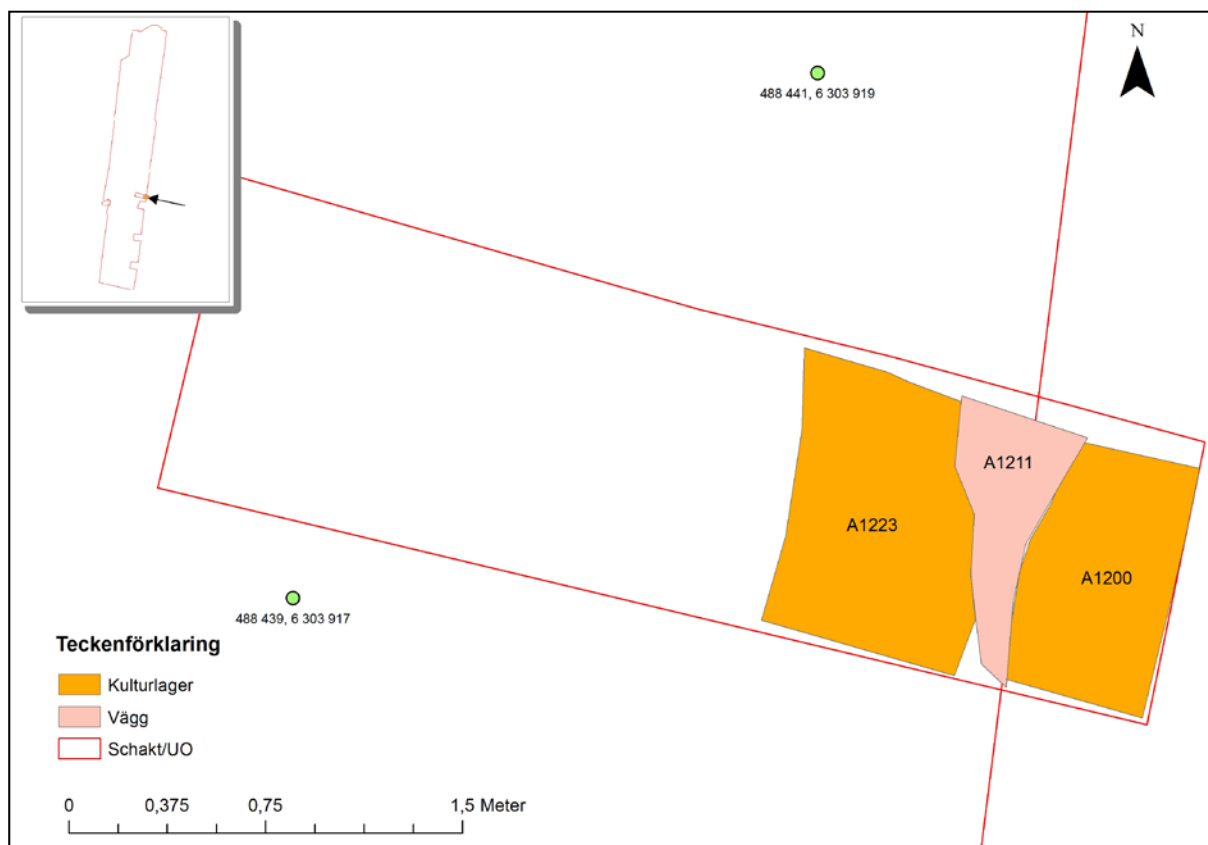 N
488 441, 6 303 919
A1211
A1223
A1200
488 439, 6 303 917
Teckenförklaring
Kulturlager
Vägg
Schakt/UO
0 0,375 0,75 1,5 Meter